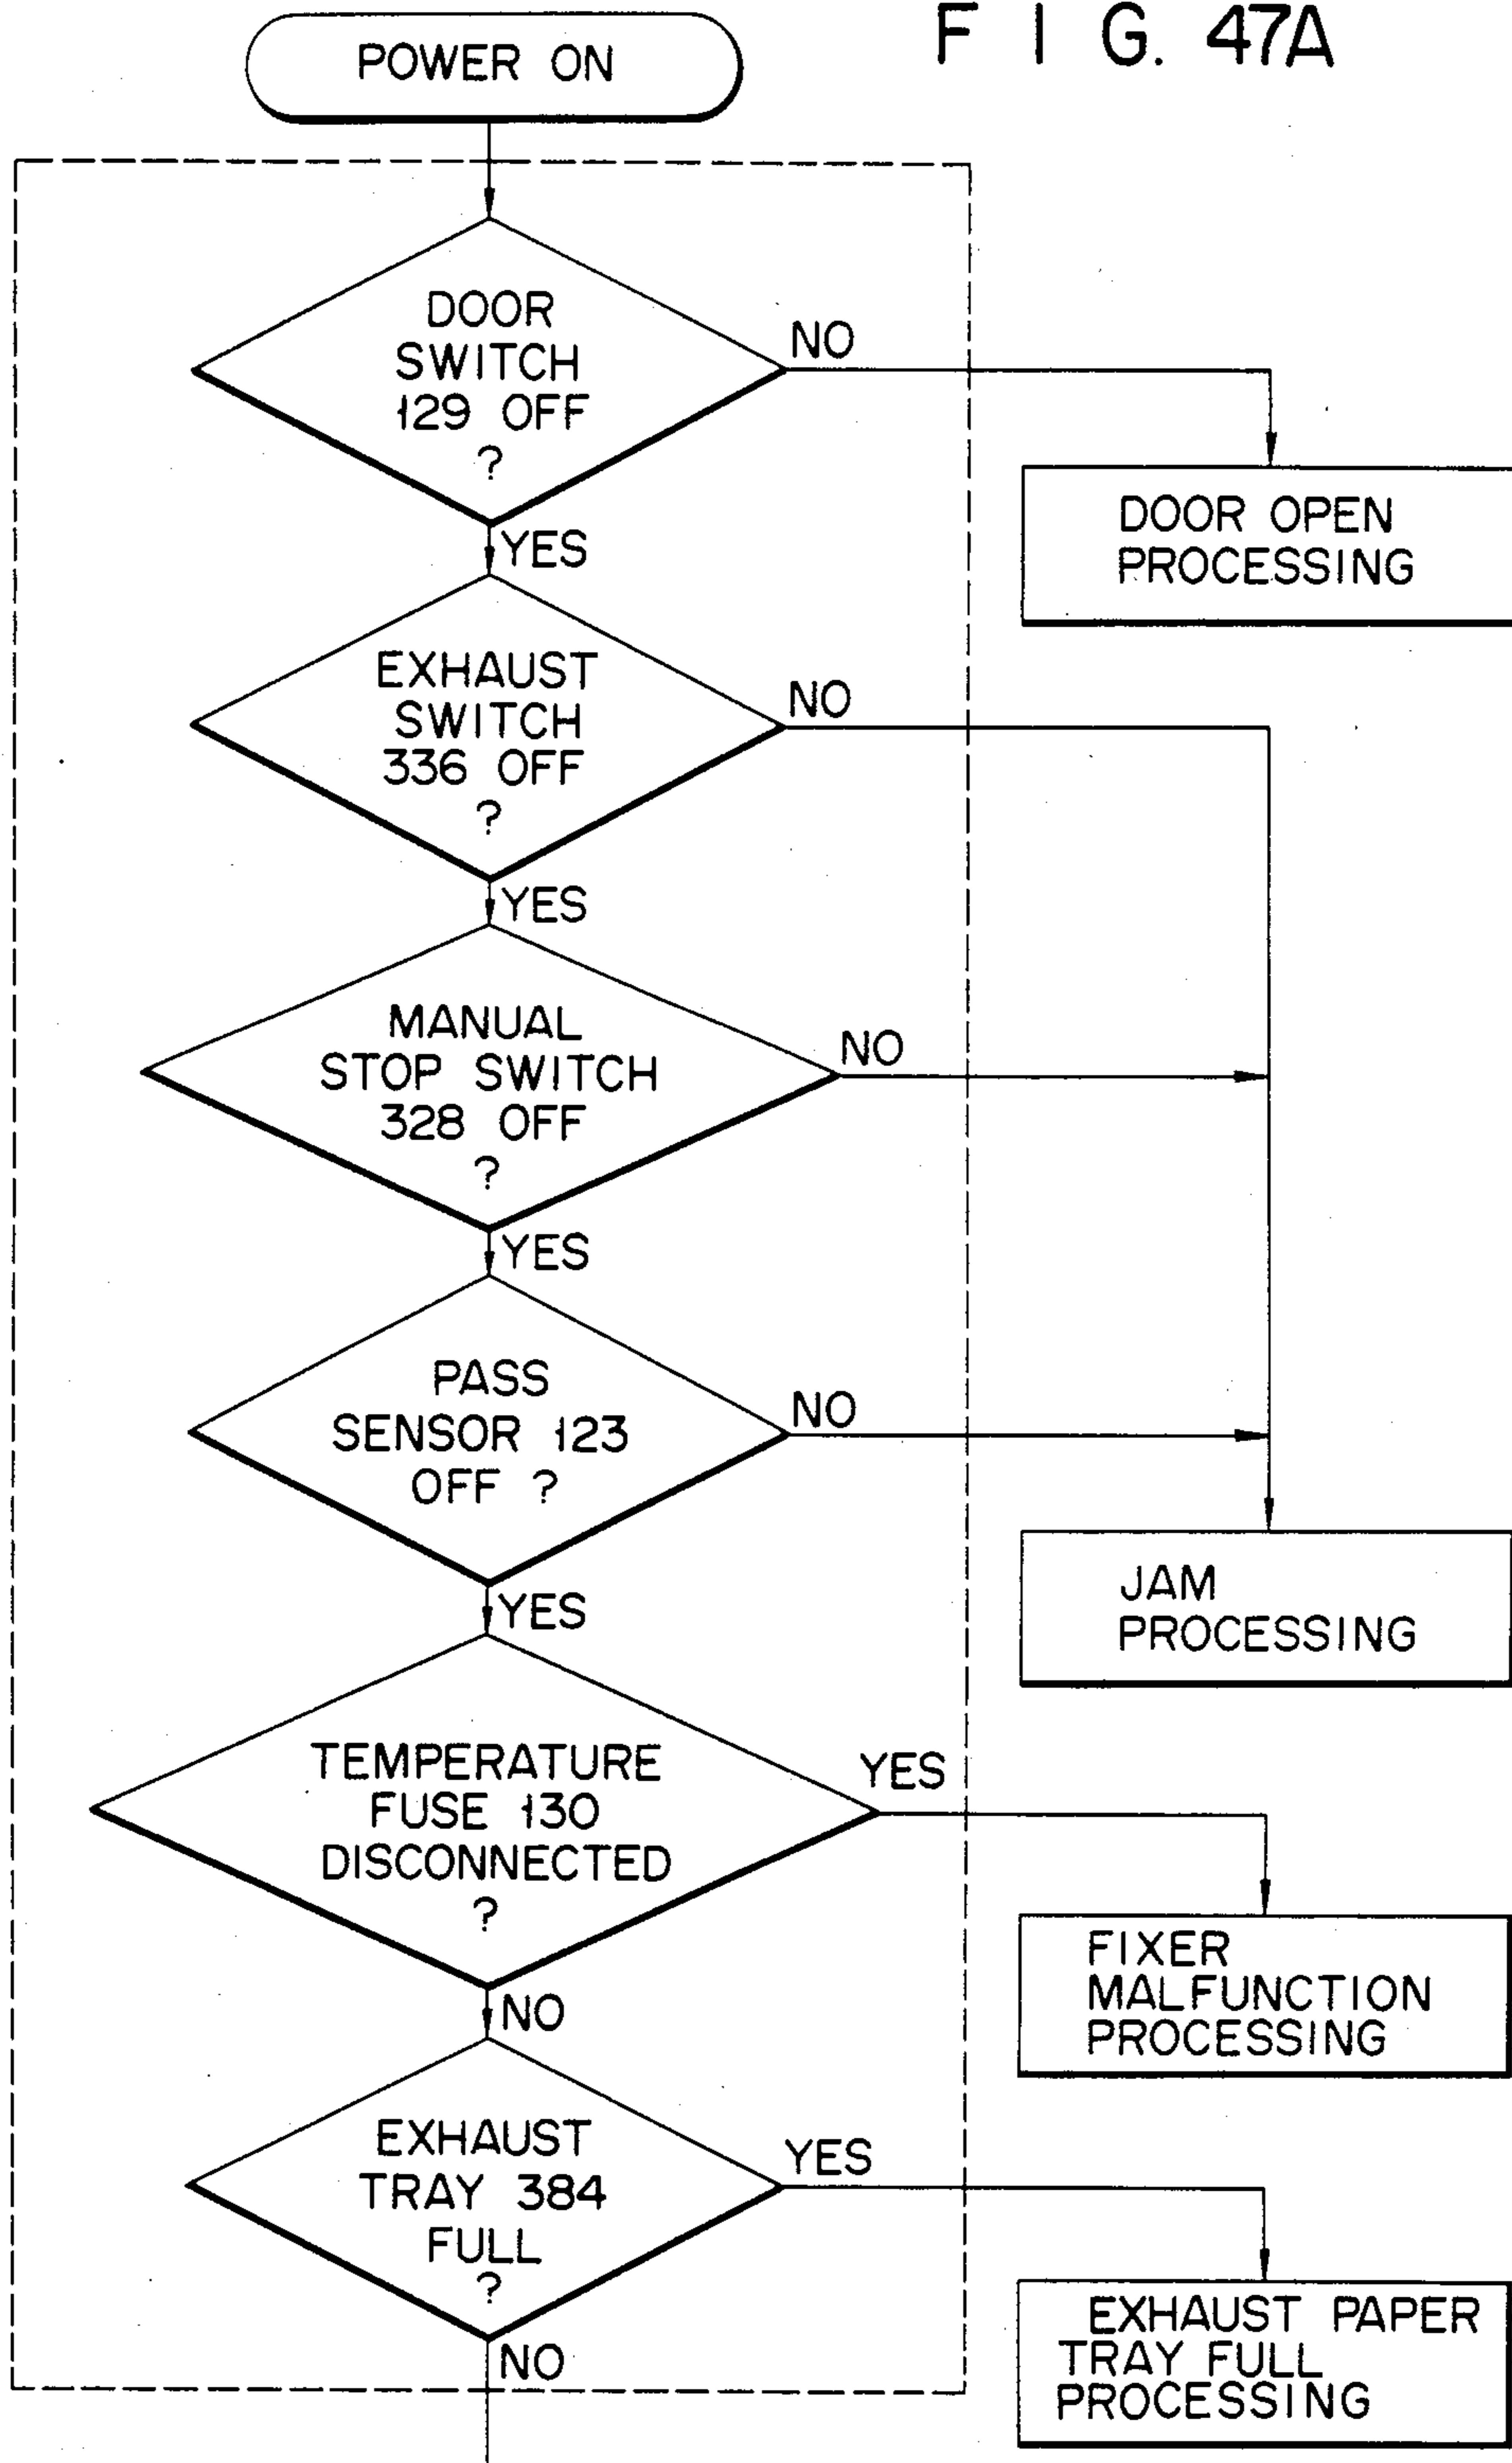 F I G. 47A
POWER ON
DOOR
SWITCH
129 OFF
?
NO
DOOR OPEN
PROCESSING
YES
EXHAUST
SWITCH
336 OFF
?
NO
YES
MANUAL
STOP SWITCH
328 OFF
?
NO
YES
PASS
SENSOR 123
OFF ?
NO
JAM
PROCESSING
YES
TEMPERATURE
FUSE 130
DISCONNECTED
?
YES
FIXER
MALFUNCTION
PROCESSING
NO
EXHAUST
TRAY 384
FULL
?
YES
EXHAUST PAPER
TRAY FULL
PROCESSING
NO